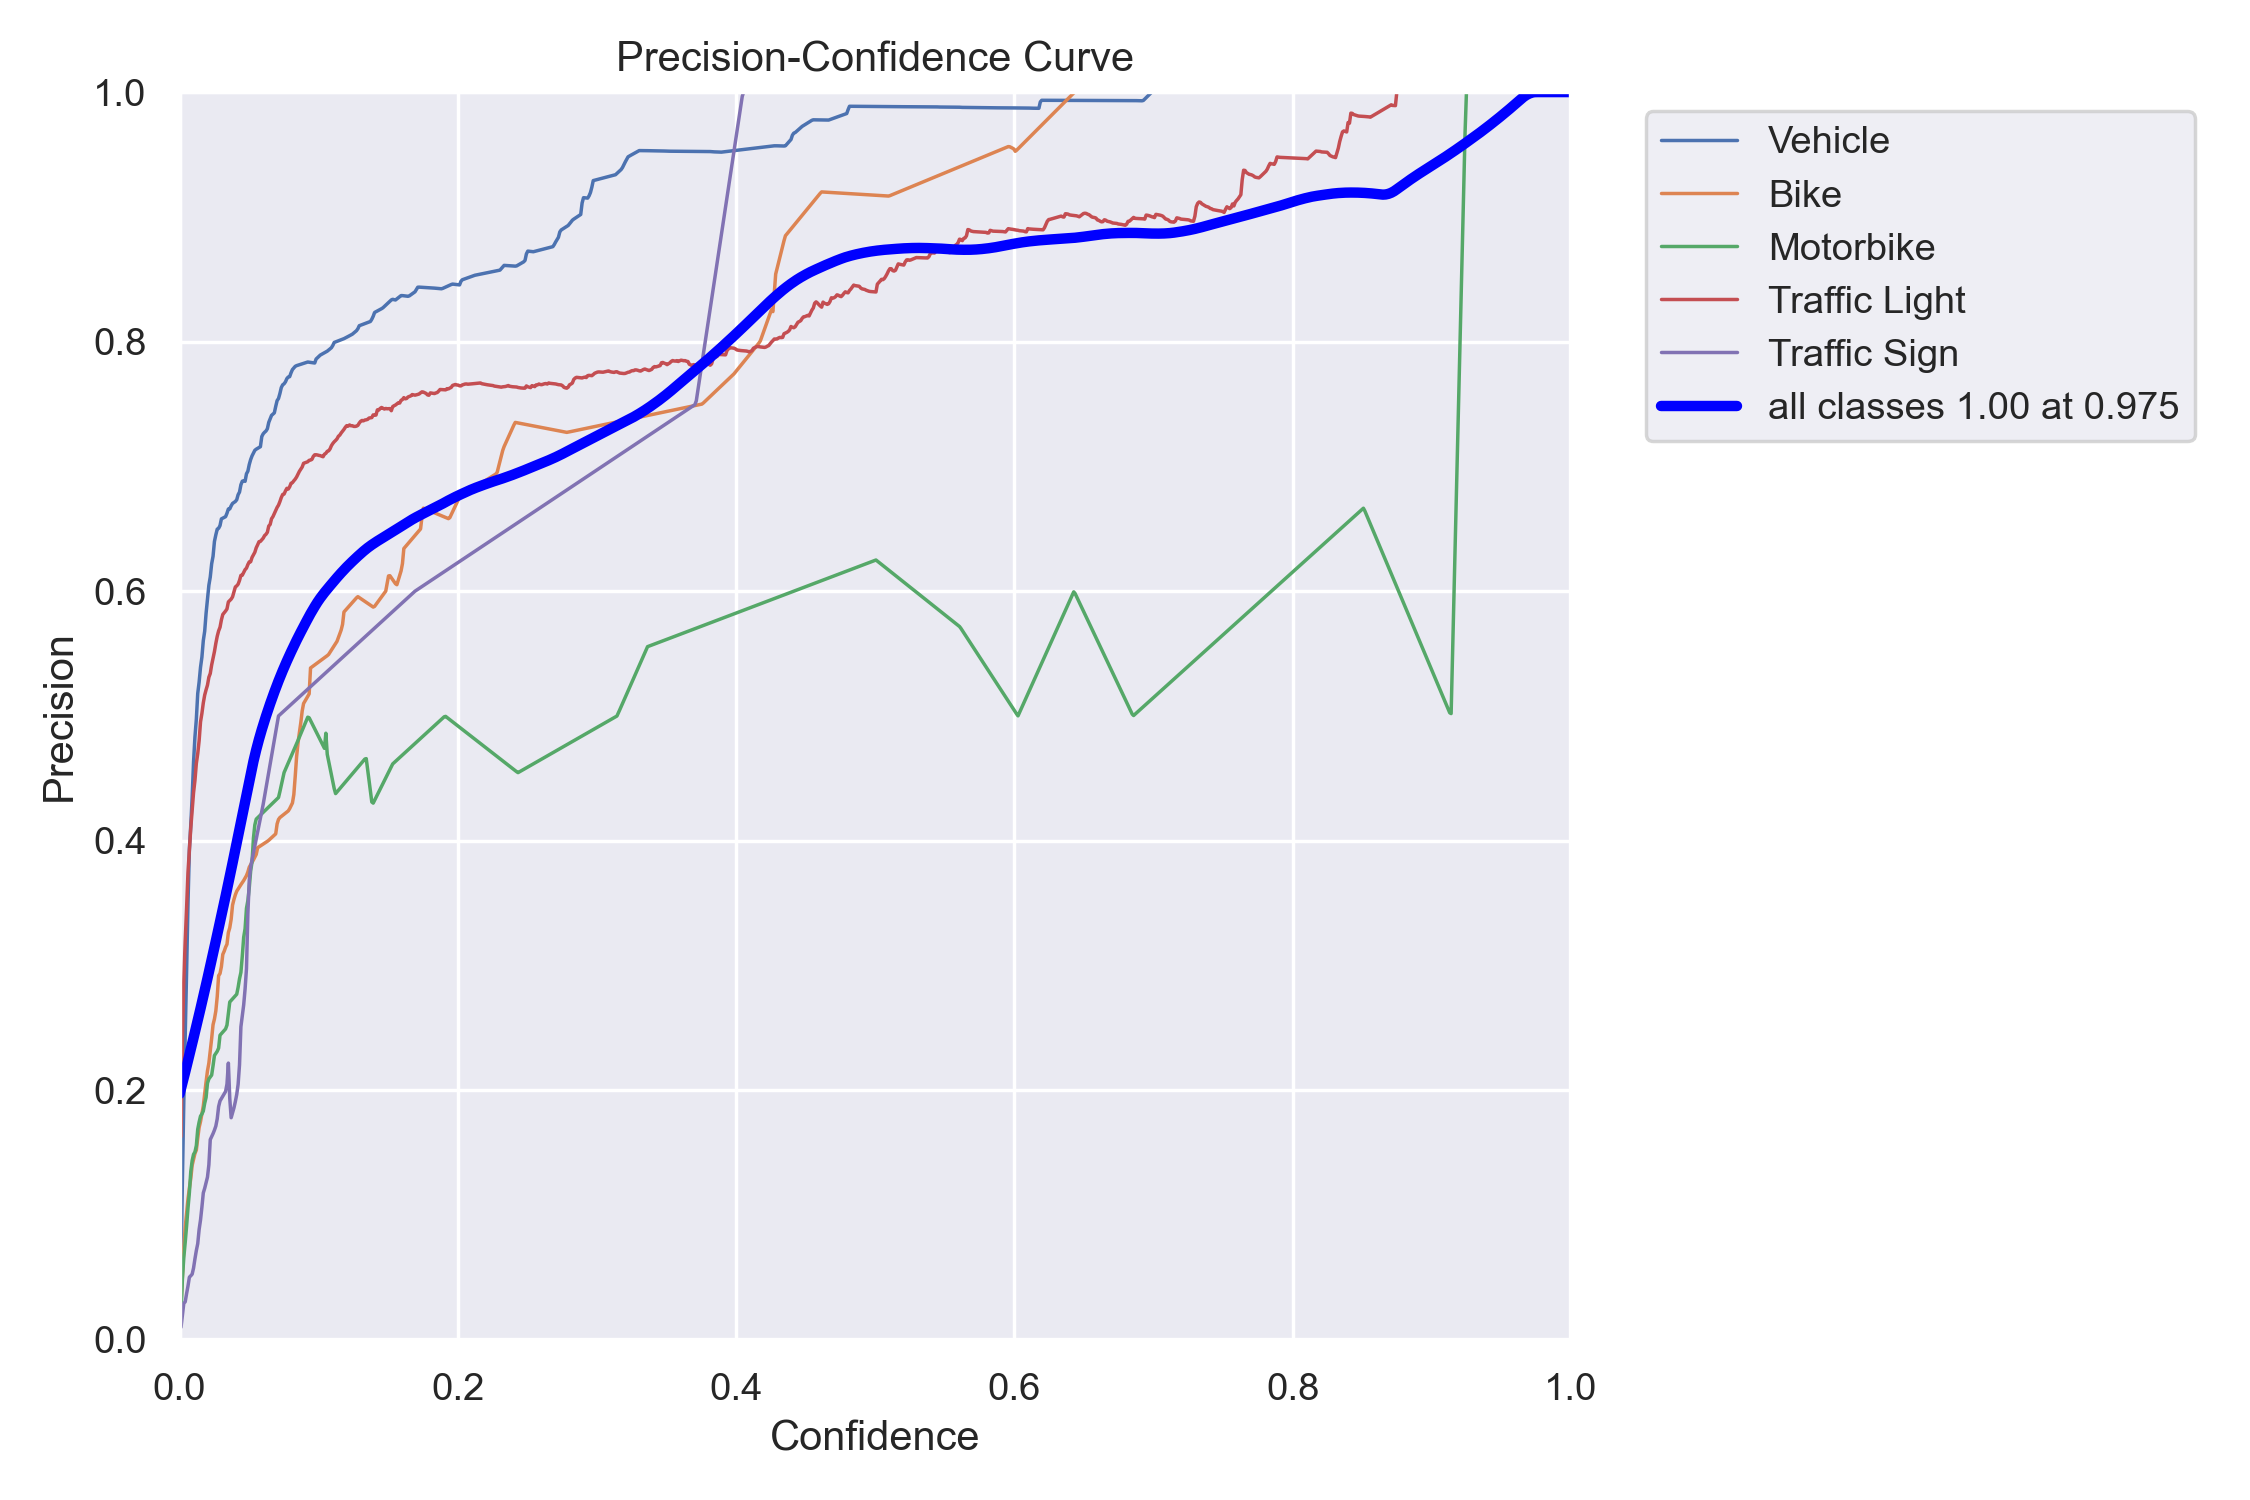 Precision-Confidence Curve
1.0
0.8
0.6
0.4
0.2
0.0
Precision
0.0 0.2 0.4 0.6 0.8 1.0
Confidence
Vehicle
Bike
Motorbike
Traffic Light
Traffic Sign
all classes 1.00 at 0.975